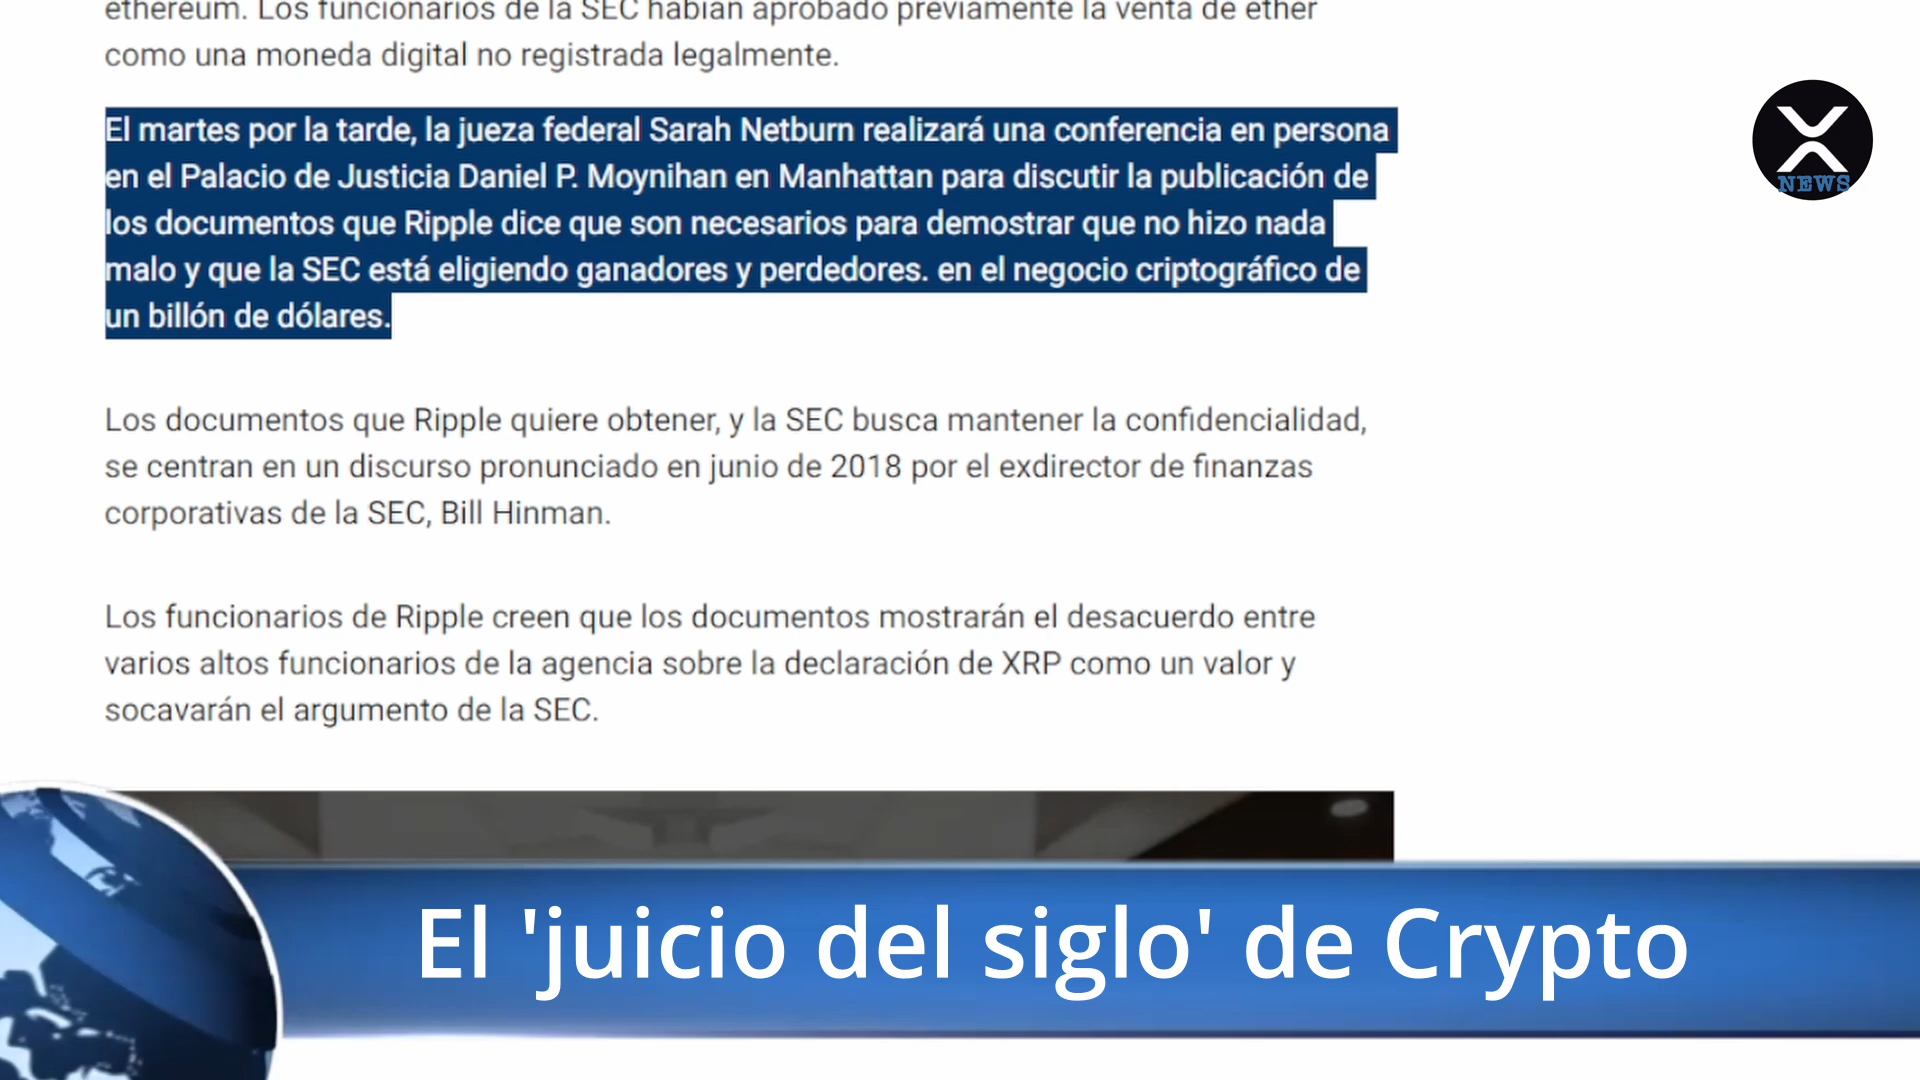 ethereum. Los funcionarios de la SEC habían aprobado previamente la venta de ether
como una moneda digital no registrada legalmente.
El martes por la tarde, la jueza federal Sarah Netburn realizará una conferencia en persona
en el Palacio de Justicia Daniel P. Moynihan en Manhattan para discutir la publicación de
los documentos que Ripple dice que son necesarios para demostrar que no hizo nada
malo y que la SEC está eligiendo ganadores y perdedores. en el negocio criptográfico de
un billón de dólares.
Los documentos que Ripple quiere obtener, y la SEC busca mantener la confidencialidad,
se centran en un discurso pronunciado en junio de 2018 por el exdirector de finanzas
corporativas de la SEC, Bill Hinman.
Los funcionarios de Ripple creen que los documentos mostrarán el desacuerdo entre
varios altos funcionarios de la agencia sobre la declaración de XRP como un valor y
socavarán el argumento de la SEC.
NEWS
El 'juicio del siglo' de Crypto